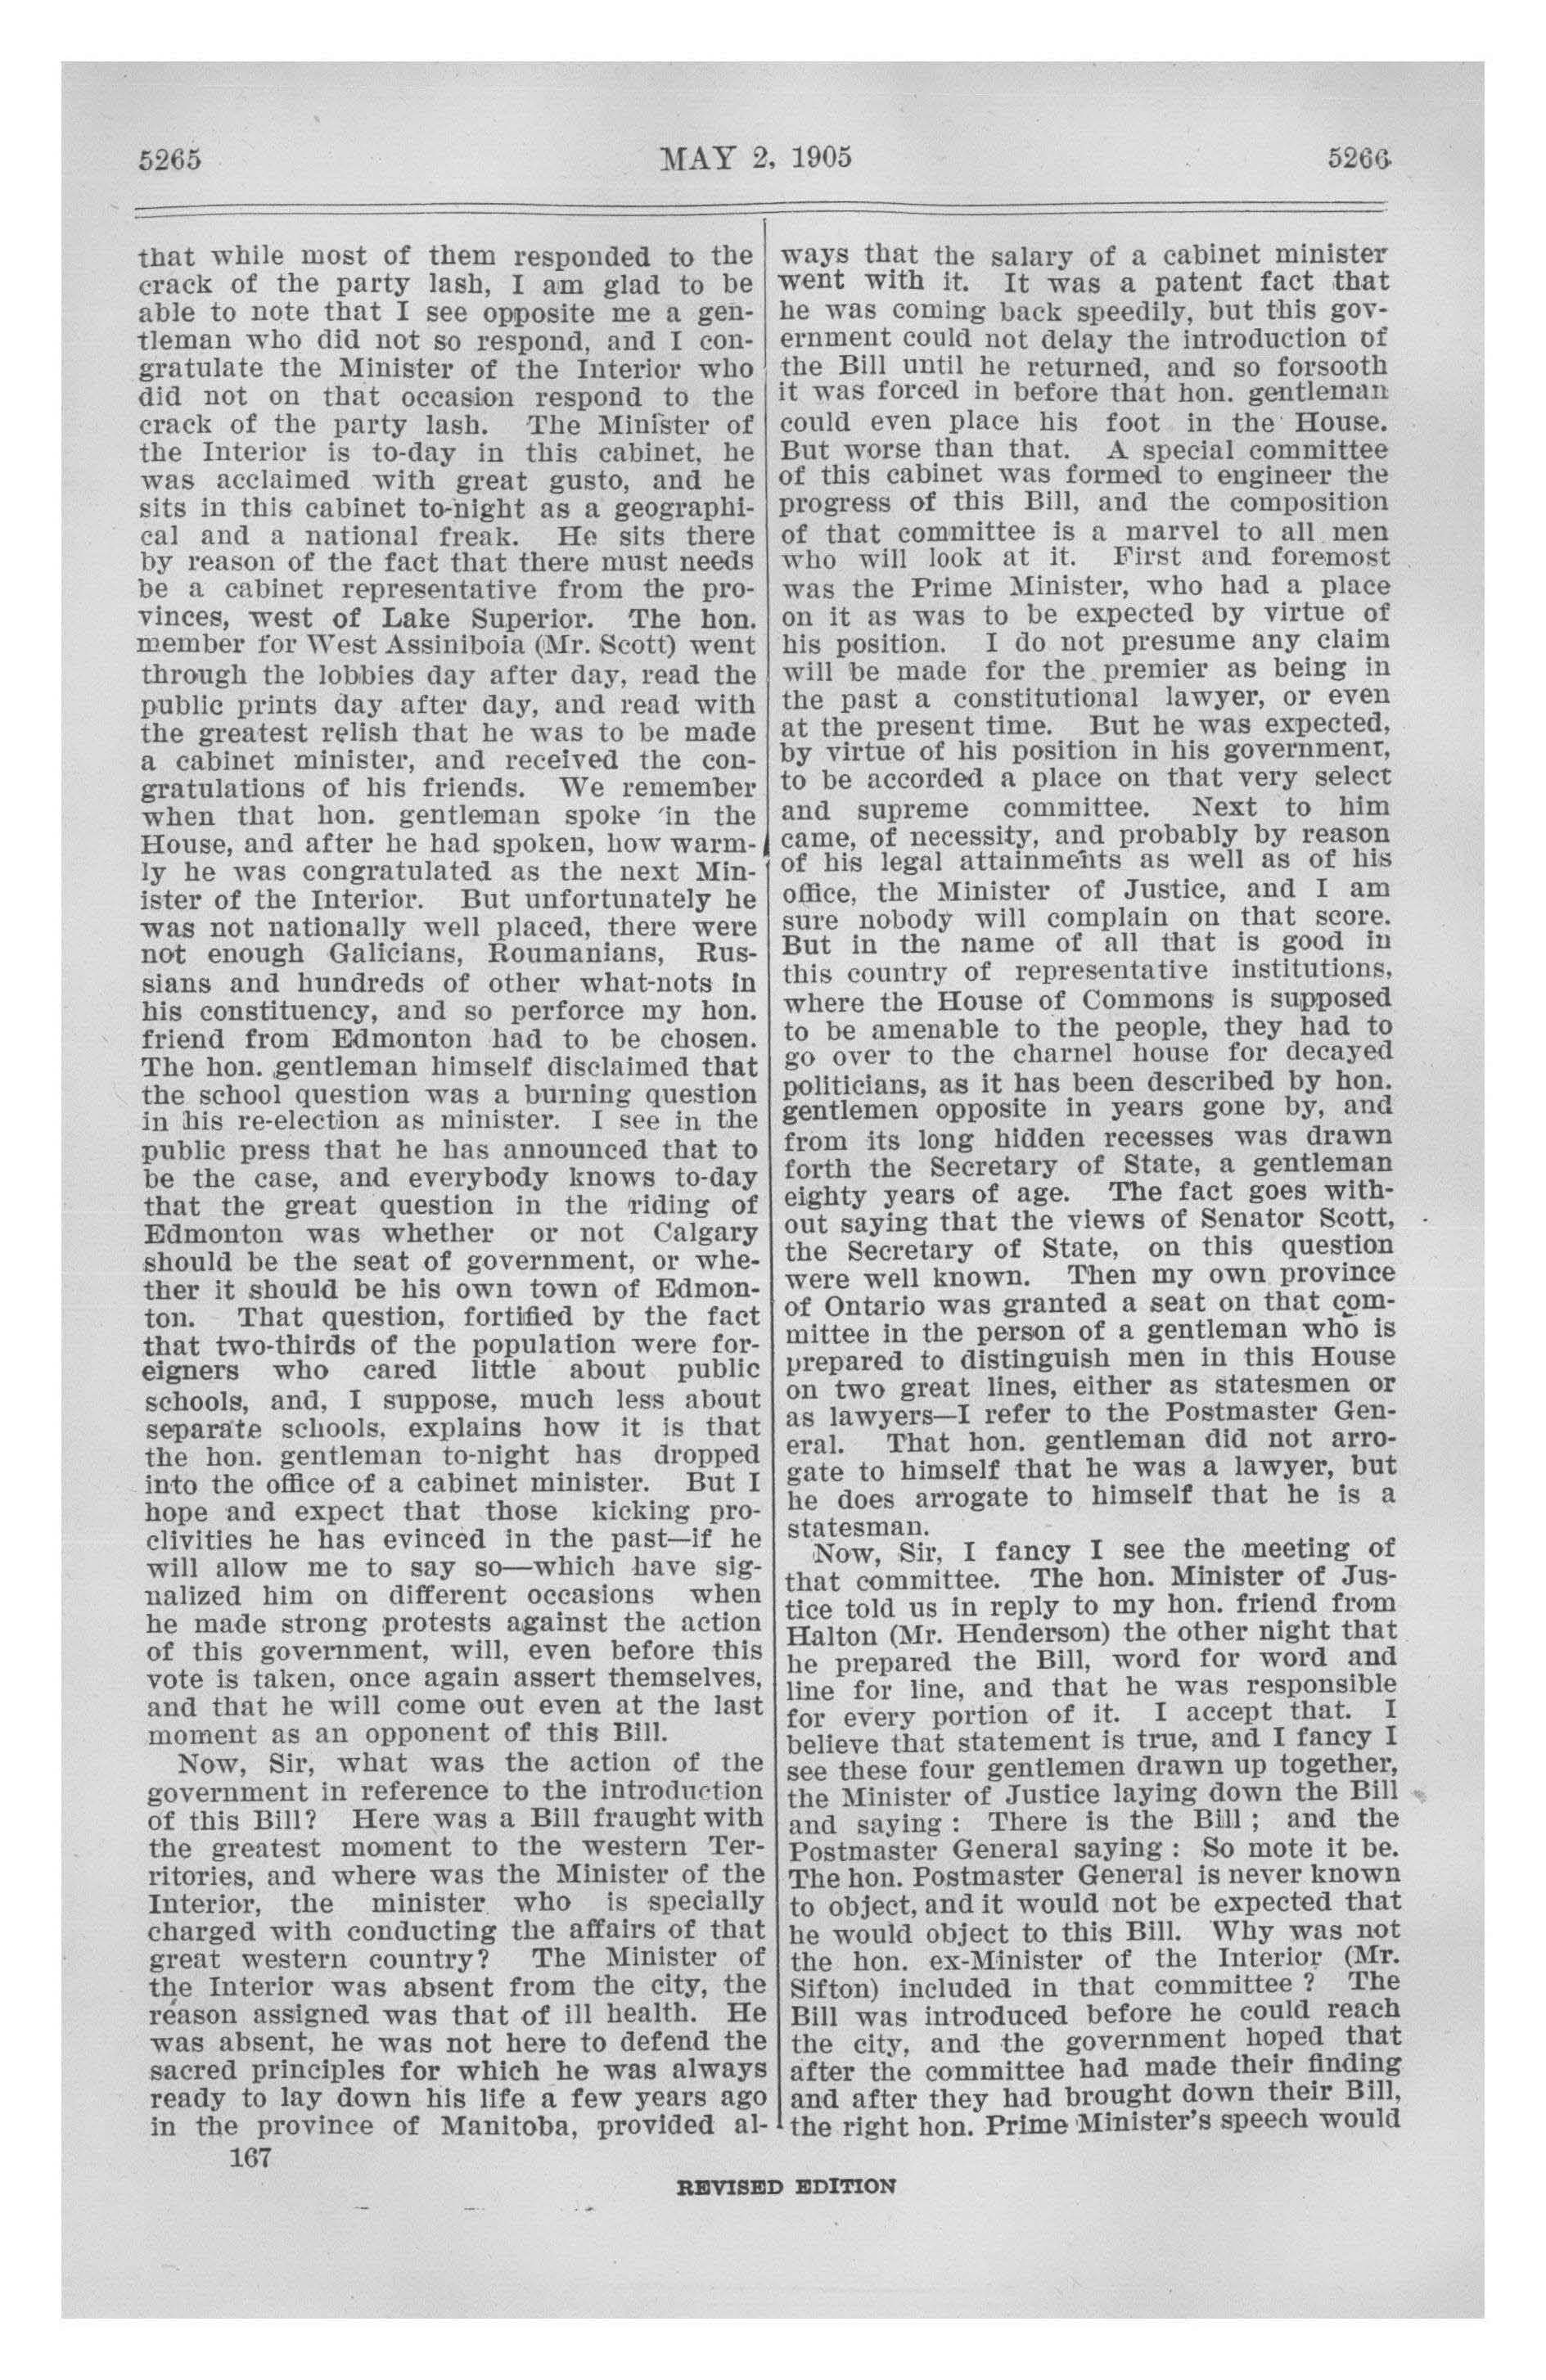 5265 MAY 2, 1905 5266
that while most of them responded to the
crack of the party lash, I am glad to be
able to note that I see opposite me a gen-
tleman who did not so respond, and I con-
gratulate the Minister of the Interior who
did not on that occasion respond to the
crack of the party lash. The Minister of
the Interior is to-day in this cabinet, he
was acclaimed with great gusto, and he
sits in this cabinet to-night as a geographi-
cal and a national freak. He sits there
by reason of the fact that there must needs
be a cabinet representative from the pro-
vinces, west of Lake Superior. The hon.
member for West Assiniboia (Mr. Scott) went
through the lobbies day after day, read the
public prints day after day, and read with
the greatest relish that he was to be made
a cabinet minister, and received the con-
gratulations of his friends. We remember
when that hon. gentleman spoke in the
House, and after he had spoken, how warm-
ly he was congratulated as the next Min-
ister of the Interior. But unfortunately he
was not nationally well placed, there were
not enough Galicians, Roumanians, Rus-
sians and hundreds of other what-nots in
his constituency, and so perforce my hon.
friend from Edmonton had to be chosen.
The hon. gentleman himself disclaimed that
the school question was a burning question
in his re-election as minister. I see in the
public press that he has announced that to
be the case, and everybody knows to-day
that the great question in the riding of
Edmonton was whether or not Calgary
should be the seat of government, or whe-
ther it should be his own town of Edmon-
ton. That question, fortified by the fact
that two-thirds of the population were for-
eigners who cared little about public
schools, and, I suppose, much less about
separate schools, explains how it is that
the hon. gentleman to-night has dropped
into the office of a cabinet minister. But I
hope and expect that those kicking pro-
clivities he has evinced in the past—if he
will allow me to say so—which have sig-
nalized him on different occasions when
he made strong protests against the action
of this government, will, even before this
vote is taken, once again assert themselves,
and that he will come out even at the last
moment as an opponent of this Bill.
Now, Sir, what was the action of the
government in reference to the introduction
of this Bill? Here was a Bill fraught with
the greatest moment to the western Ter-
ritories, and where was the Minister of the
Interior, the minister who is specially
charged with conducting the affairs of that
great western country? The Minister of
the Interior was absent from the city, the
reason assigned was that of ill health. He
was absent, he was not here to defend the
sacred principles for which he was always
ready to lay down his life a few years ago
in the province of Manitoba, provided al-
167
ways that the salary of a cabinet minister
went with it. It was a patent fact that
he was coming back speedily, but this gov-
ernment could not delay the introduction of
the Bill until he returned, and so forsooth
it was forced in before that hon. gentleman
could even place his foot in the House.
But worse than that. A special committee
of this cabinet was formed to engineer the
progress of this Bill, and the composition
of that committee is a marvel to all men
who will look at it. First and foremost
was the Prime Minister, who had a place
on it as was to be expected by virtue of
his position. I do not presume any claim
will be made for the premier as being in
the past a constitutional lawyer, or even
at the present time. But he was expected,
by virtue of his position in his government,
to be accorded a place on that very select
and supreme committee. Next to him
came, of necessity, and probably by reason
of his legal attainments as well as of his
office, the Minister of Justice, and I am
sure nobody will complain on that score.
But in the name of all that is good in
this country of representative institutions,
where the House of Commons is supposed
to be amenable to the people, they had to
go over to the charnel house for decayed
politicians, as it has been described by hon.
gentlemen opposite in years gone by, and
from its long hidden recesses was drawn
forth the Secretary of State, a gentleman
eighty years of age. The fact goes with-
out saying that the views of Senator Scott,
the Secretary of State, on this question
were well known. Then my own province
of Ontario was granted a seat on that com-
mittee in the person of a gentleman who is
prepared to distinguish men in this House
on two great lines, either as statesmen or
as lawyers—I refer to the Postmaster Gen-
eral. That hon. gentleman did not arro-
gate to himself that he was a lawyer, but
he does arrogate to himself that he is a
statesman.
Now, Sir, I fancy I see the meeting of
that committee. The hon. Minister of Jus-
tice told us in reply to my hon. friend from
Halton (Mr. Henderson) the other night that
he prepared the Bill, word for word and
line for line, and that he was responsible
for every portion of it. I accept that. I
believe that statement is true, and I fancy I
see these four gentlemen drawn up together,
the Minister of Justice laying down the Bill
and saying : There is the Bill ; and the
Postmaster General saying : So mote it be.
The hon. Postmaster General is never known
to object, and it would not be expected that
he would object to this Bill. Why was not
the hon. ex-Minister of the Interior (Mr.
Sifton) included in that committee ? The
Bill was introduced before he could reach
the city, and the government hoped that
after the committee had made their finding
and after they had brought down their Bill,
the right hon. Prime Minister's speech would
REVISED EDITION